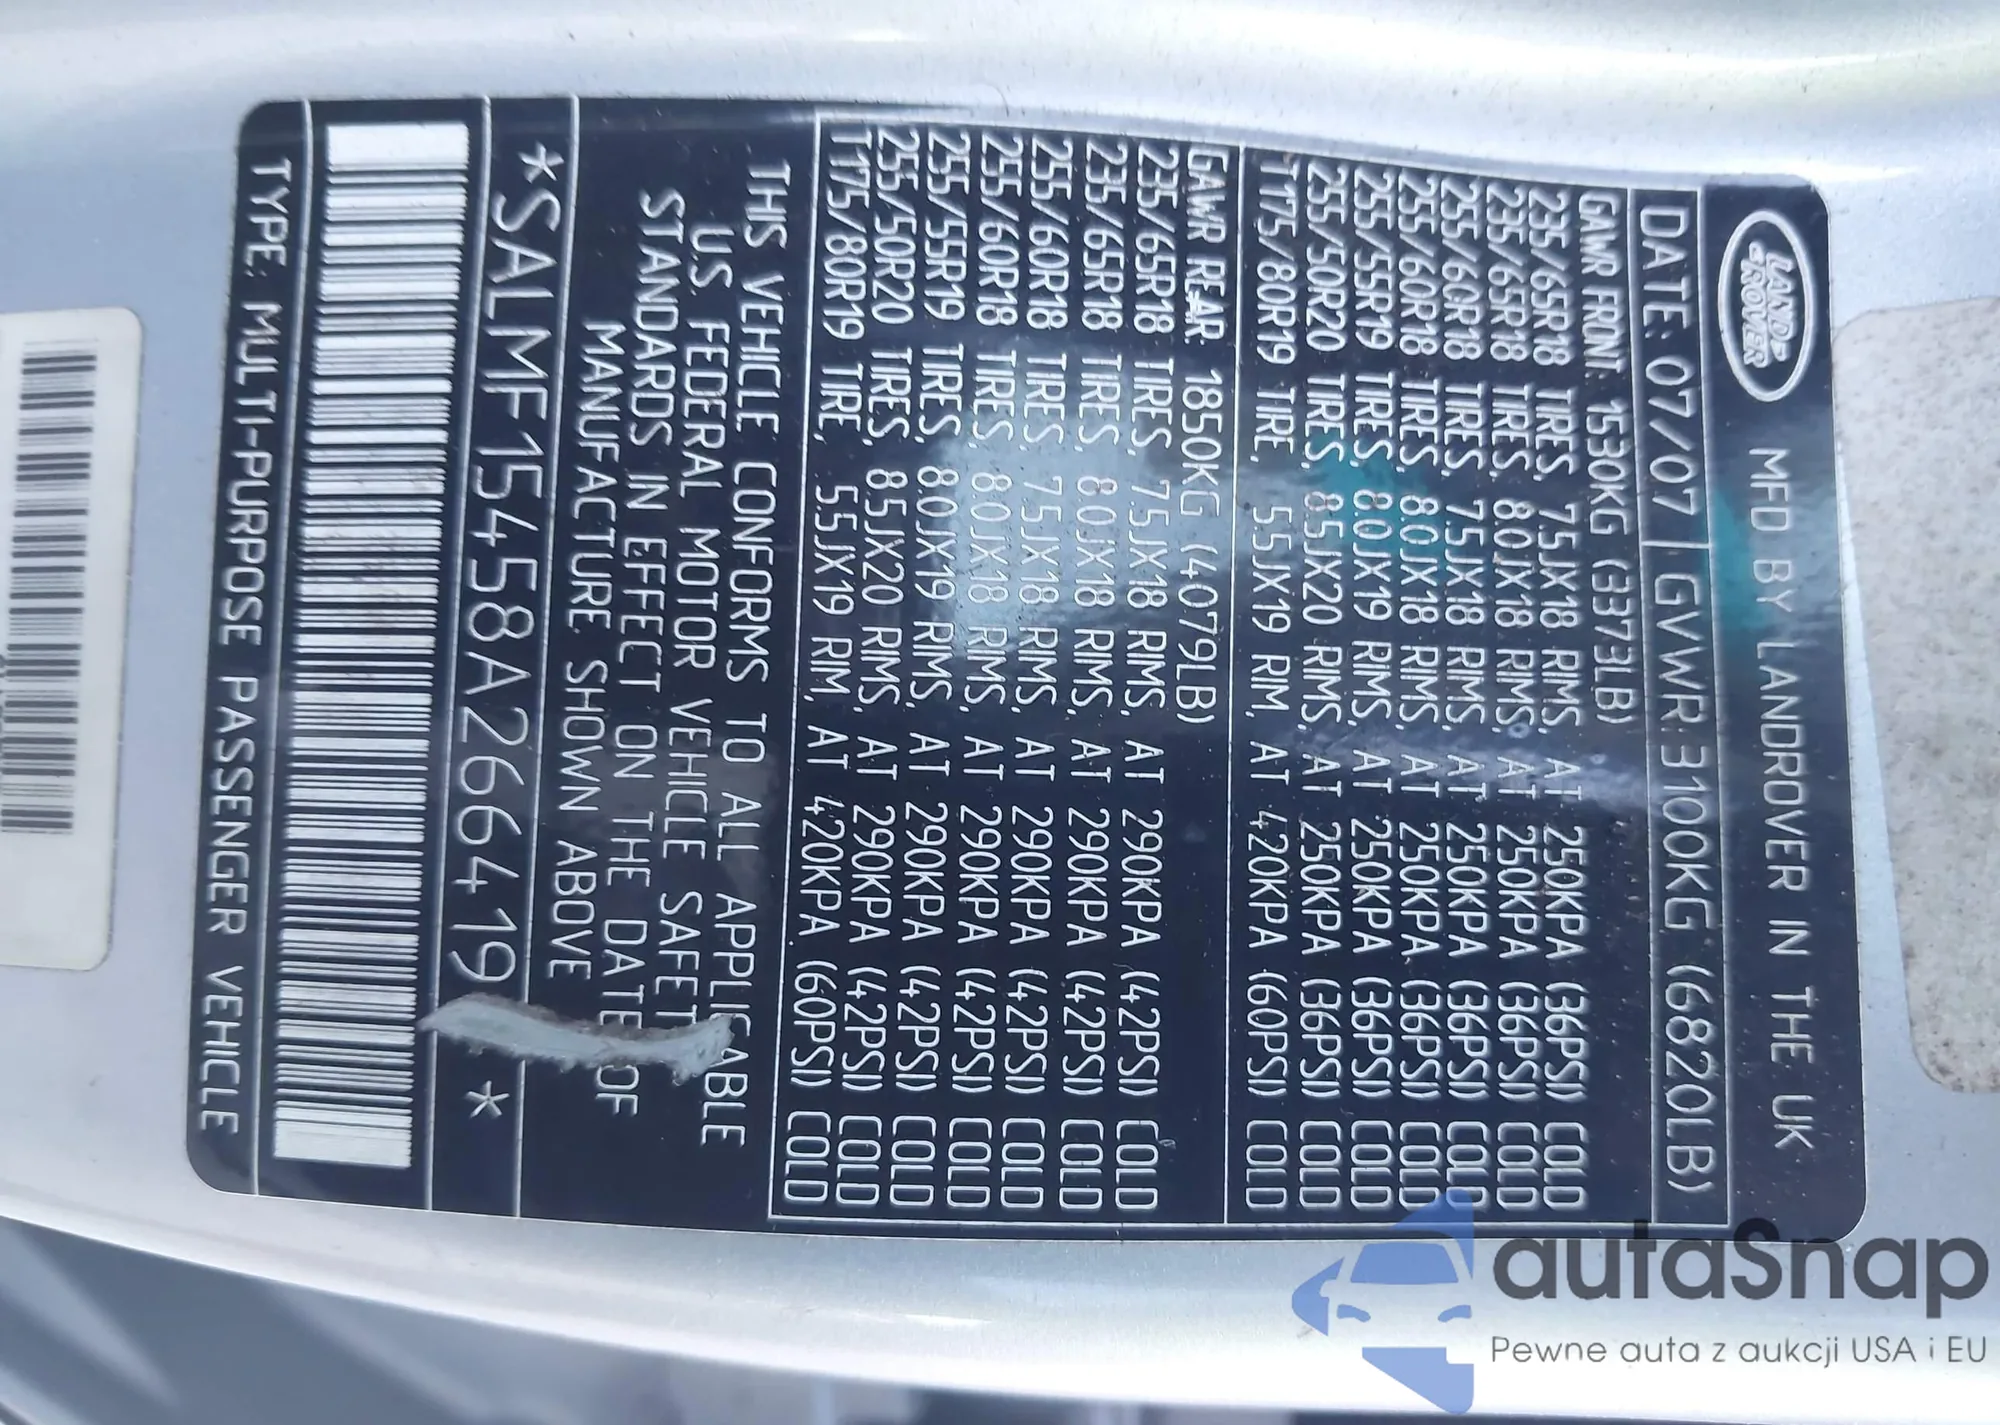 LAND ROVER
MFD BY LANDROVER IN THE UK
DATE: 07/07 GVWR: 3100KG (6820LB)
GAWR FRONT: 1530KG (3373LB)
235/65R18 TIRES, 7.5JX18 RIMS, AT 250KPA (36PSI) COLD
235/65R18 TIRES, 8.0JX18 RIMS, AT 250KPA (36PSI) COLD
255/60R18 TIRES, 7.5JX18 RIMS, AT 250KPA (36PSI) COLD
255/60R18 TIRES, 8.0JX18 RIMS, AT 250KPA (36PSI) COLD
255/55R19 TIRES, 8.0JX19 RIMS, AT 250KPA (36PSI) COLD
255/50R20 TIRES, 8.5JX20 RIMS, AT 250KPA (36PSI) COLD
T175/80R19 TIRE, 5.5JX19 RIM, AT 420KPA (60PSI) COLD
GAWR REAR: 1850KG (4079LB)
235/65R18 TIRES, 7.5JX18 RIMS, AT 290KPA (42PSI) COLD
235/65R18 TIRES, 8.0JX18 RIMS, AT 290KPA (42PSI) COLD
255/60R18 TIRES, 7.5JX18 RIMS, AT 290KPA (42PSI) COLD
255/60R18 TIRES, 8.0JX18 RIMS, AT 290KPA (42PSI) COLD
255/55R19 TIRES, 8.0JX19 RIMS, AT 290KPA (42PSI) COLD
255/50R20 TIRES, 8.5JX20 RIMS, AT 290KPA (42PSI) COLD
T175/80R19 TIRE, 5.5JX19 RIM, AT 420KPA (60PSI) COLD
THIS VEHICLE CONFORMS TO ALL APPLICABLE
U.S. FEDERAL MOTOR VEHICLE SAFET
STANDARDS IN EFFECT ON THE DATE OF
MANUFACTURE SHOWN ABOVE
*SALMF15458A266419 *
TYPE: MULTI-PURPOSE PASSENGER VEHICLE
autaSnap
Pewne auta z aukcji USA i EU